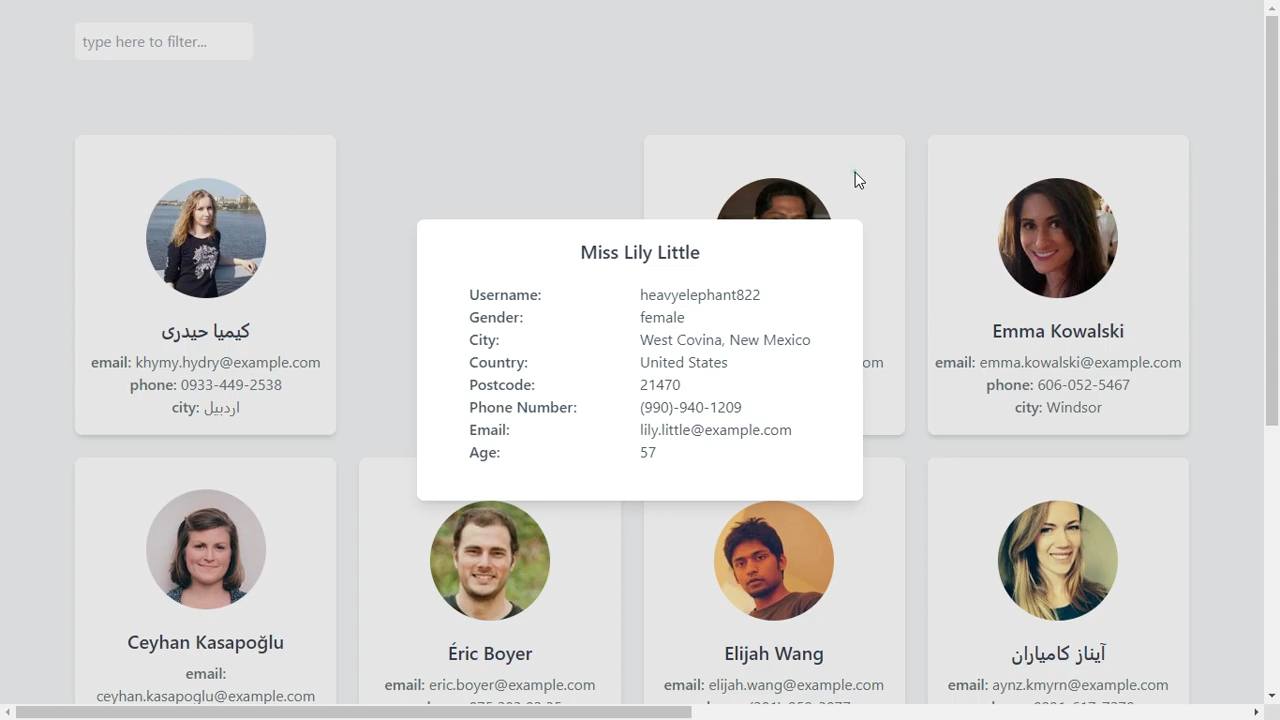 type here to filter...
Miss Lily Little
Username: heavyelephant822
Gender: female
City: West Covina, New Mexico
Country: United States
Postcode: 21470
Phone Number: (990)-940-1209
Email: lily.little@example.com
Age: 57
کیمیا حیدری
email: khymy.hydry@example.com
phone: 0933-449-2538
city: اردبیل
om
Emma Kowalski
email: emma.kowalski@example.com
phone: 606-052-5467
city: Windsor
Ceyhan Kasapoğlu
email:
ceyhan.kasapoglu@example.com
Éric Boyer
email: eric.boyer@example.com
Elijah Wang
email: elijah.wang@example.com
آیناز کامیاران
email: aynz.kmyrn@example.com